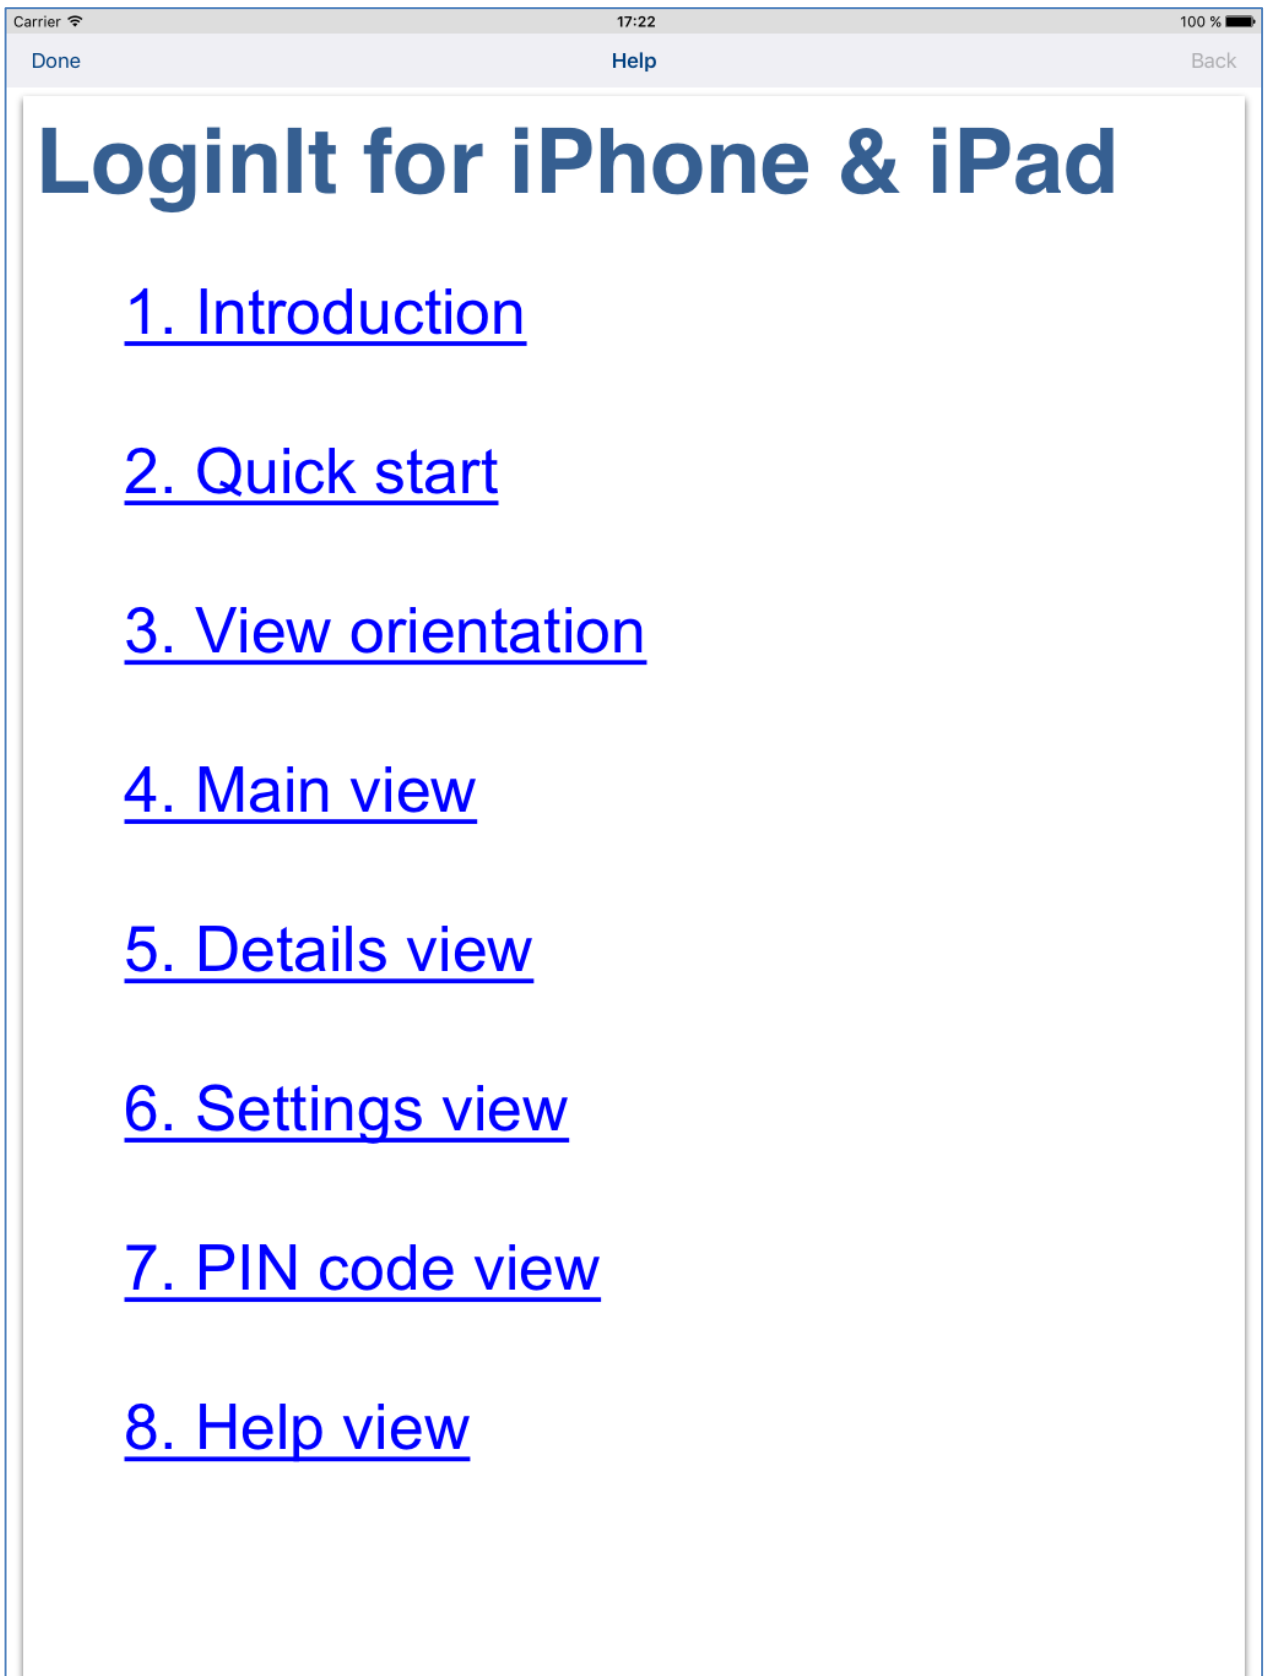 Carrier 17:22 100 %
Done Help Back
LoginIt for iPhone & iPad
1. Introduction
2. Quick start
3. View orientation
4. Main view
5. Details view
6. Settings view
7. PIN code view
8. Help view